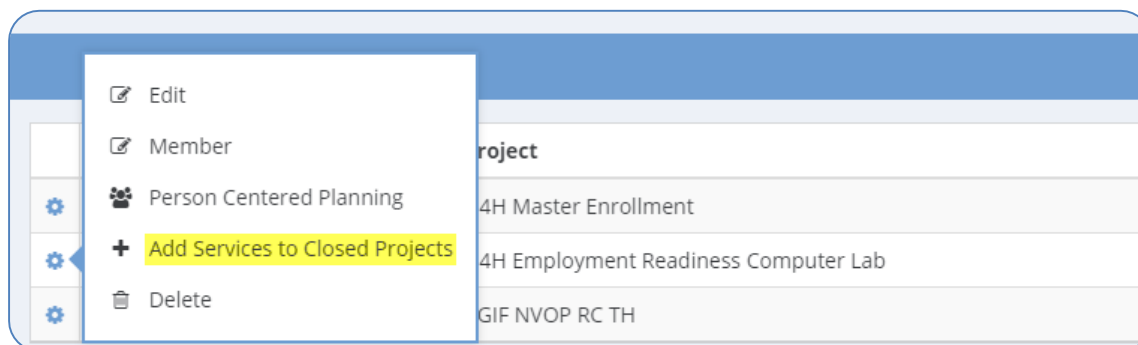 Edit
Member
roject
Person Centered Planning
4H Master Enrollment
Add Services to Closed Projects
4H Employment Readiness Computer Lab
Delete
GIF NVOP RC TH